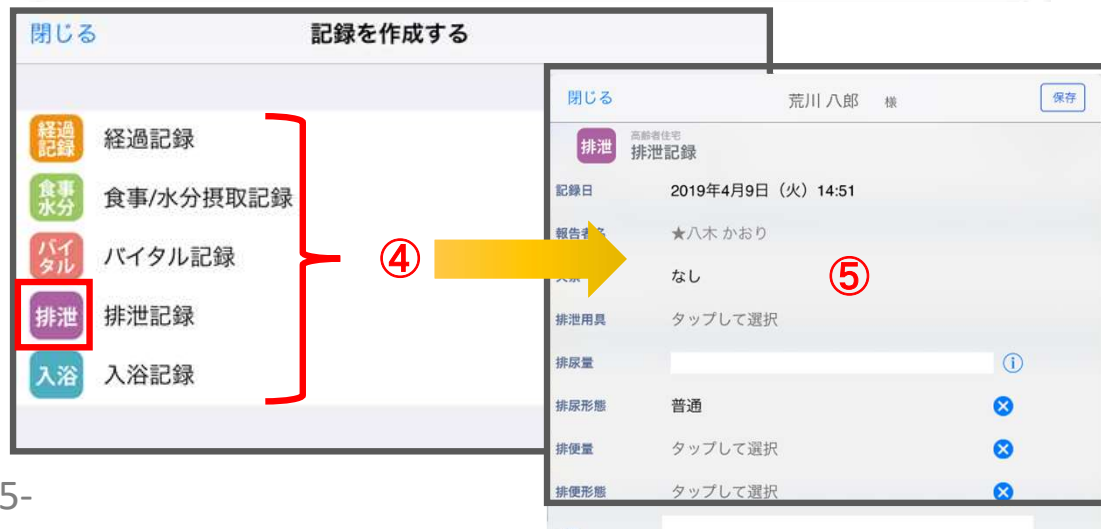 閉じる
記録を作成する
経過
記録
経過記録
食事
水分
食事/水分摂取記録
バイ
タル
バイタル記録
排泄
排泄記録
入浴
入浴記録
④
閉じる
荒川 八郎 様
保存
排泄
高齢者住宅
排泄記録
記録日 2019年4月9日（火）14:51
報告者名 ★八木 かおり
なし
⑤
排泄用具 タップして選択
排尿量
排尿形態 普通
排便量 タップして選択
排便形態 タップして選択
5-